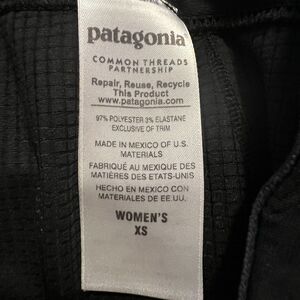 patagonia®
COMMON THREADS
PARTNERSHIP
Repair, Reuse, Recycle
This Product
www.patagonia.com
97% POLYESTER 3% ELASTANE
EXCLUSIVE OF TRIM
MADE IN MEXICO OF U.S.
MATERIALS
FABRIQUÉ AU MEXIQUE DES
MATIÈRES DES ETATS-UNIS
HECHO EN MEXICO CON
MATERIALES DE EE.UU.
WOMEN'S
XS